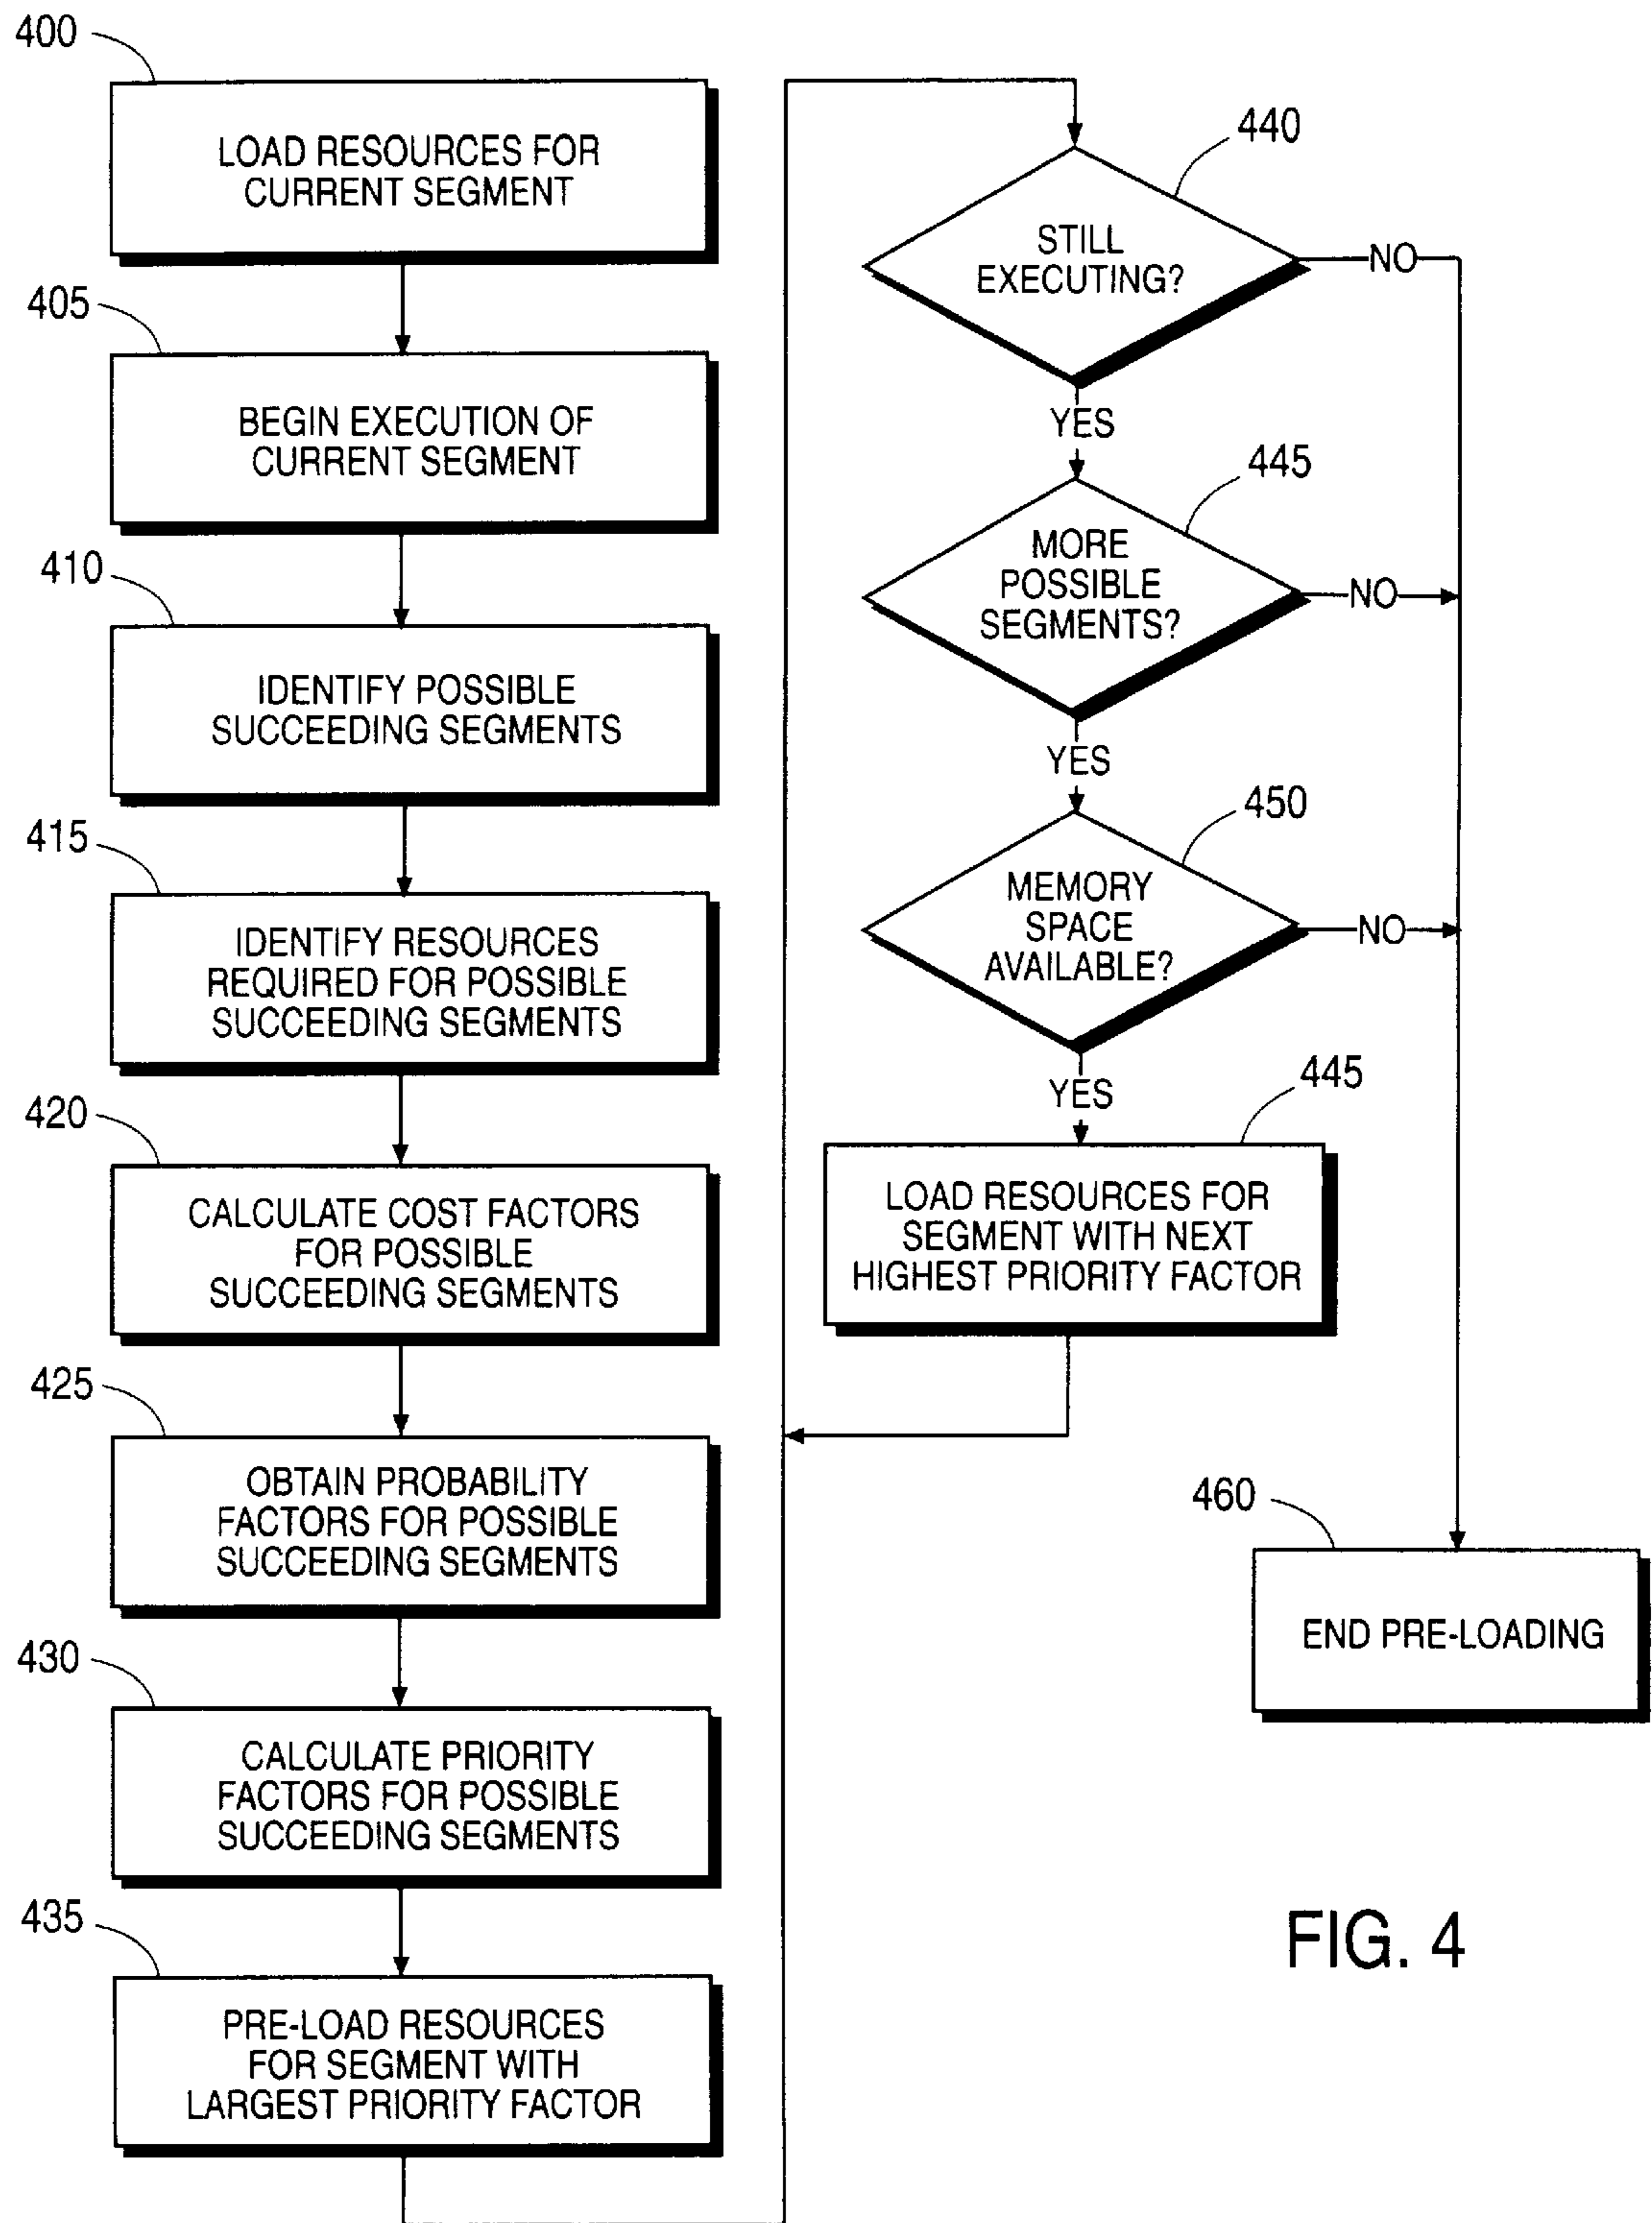 400
LOAD RESOURCES FOR
CURRENT SEGMENT
405
BEGIN EXECUTION OF
CURRENT SEGMENT
410
IDENTIFY POSSIBLE
SUCCEEDING SEGMENTS
415
IDENTIFY RESOURCES
REQUIRED FOR POSSIBLE
SUCCEEDING SEGMENTS
420
CALCULATE COST FACTORS
FOR POSSIBLE
SUCCEEDING SEGMENTS
425
OBTAIN PROBABILITY
FACTORS FOR POSSIBLE
SUCCEEDING SEGMENTS
430
CALCULATE PRIORITY
FACTORS FOR POSSIBLE
SUCCEEDING SEGMENTS
435
PRE-LOAD RESOURCES
FOR SEGMENT WITH
LARGEST PRIORITY FACTOR
440
STILL
EXECUTING?
NO
YES
445
MORE
POSSIBLE
SEGMENTS?
NO
YES
450
MEMORY
SPACE
AVAILABLE?
NO
YES
445
LOAD RESOURCES FOR
SEGMENT WITH NEXT
HIGHEST PRIORITY FACTOR
460
END PRE-LOADING
FIG. 4